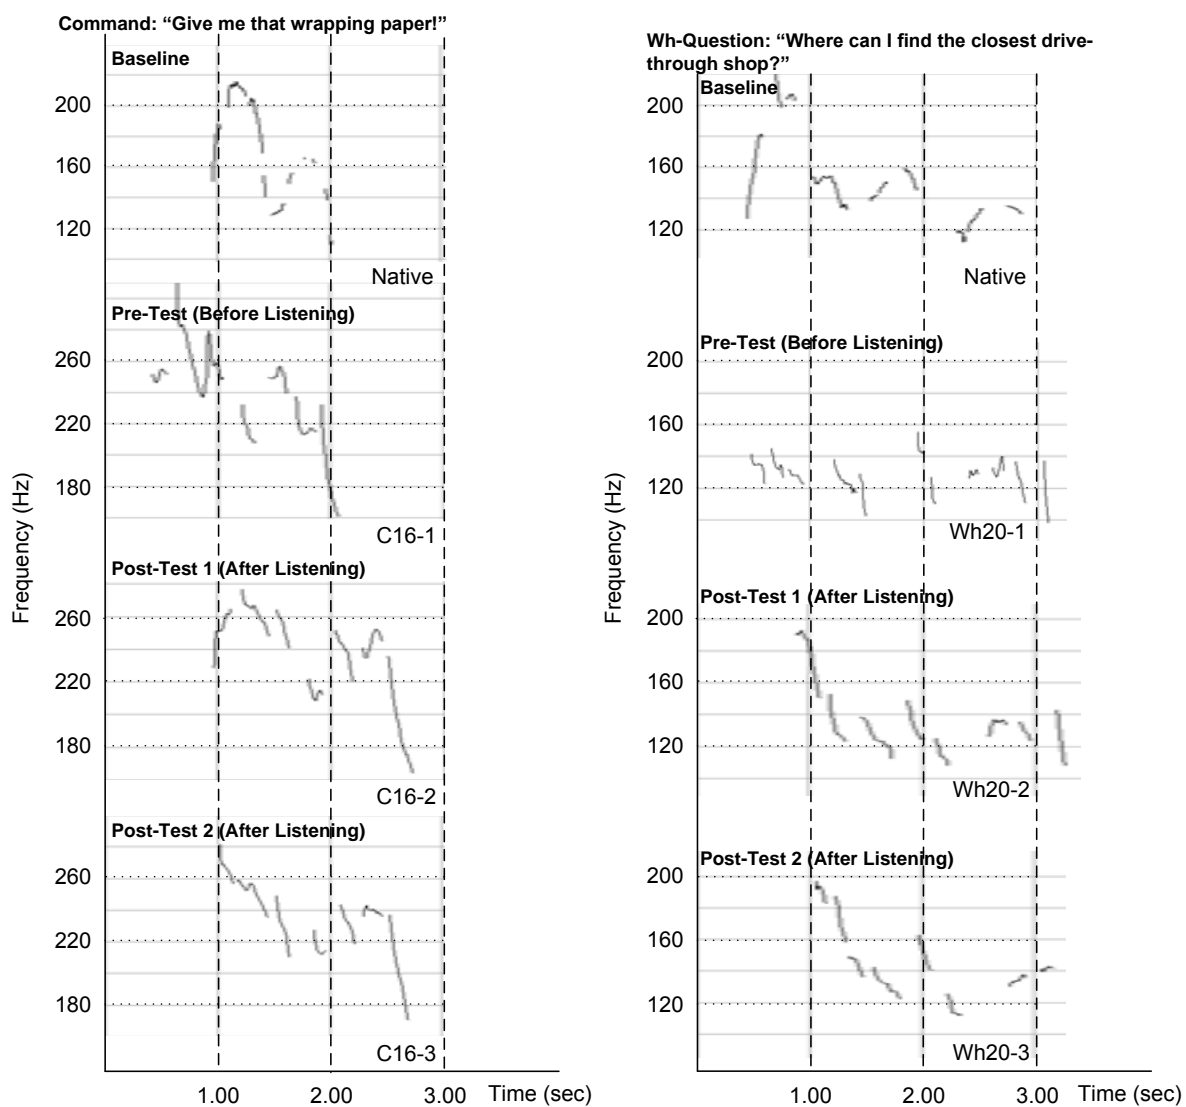 Command: “Give me that wrapping paper!”
Baseline
200
160
120
Native
Pre-Test (Before Listening)
260
220
180
C16-1
Post-Test 1 (After Listening)
260
220
180
C16-2
Post-Test 2 (After Listening)
260
220
180
C16-3
Frequency (Hz)
1.00 2.00 3.00 Time (sec)
Wh-Question: “Where can I find the closest drive-
through shop?”
Baseline
200
160
120
Native
Pre-Test (Before Listening)
200
160
120
Wh20-1
Post-Test 1 (After Listening)
200
160
120
Wh20-2
Post-Test 2 (After Listening)
200
160
120
Wh20-3
Frequency (Hz)
1.00 2.00 3.00 Time (sec)